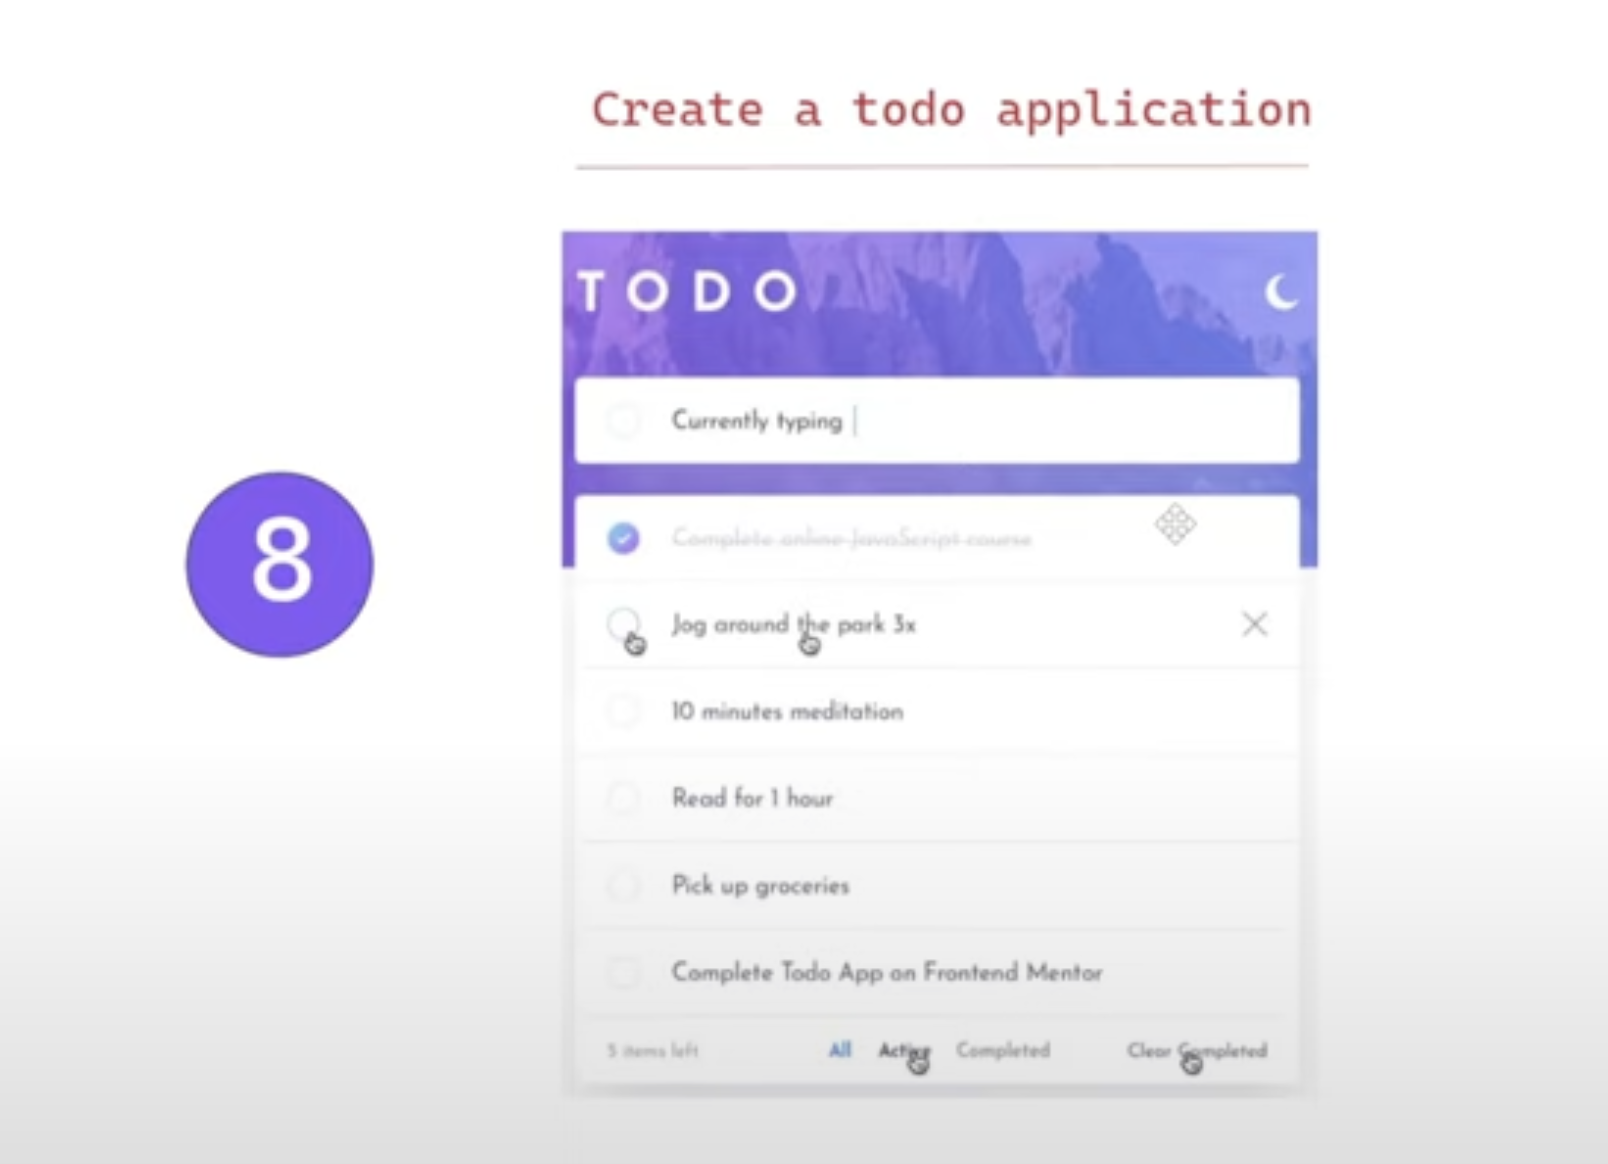 Create a todo application
TODO
Currently typing
8
Complete online JavaScript course
Jog around the park 3x
10 minutes meditation
Read for 1 hour
Pick up groceries
Complete Todo App on Frontend Mentor
5 items left All Active Completed Clear Completed